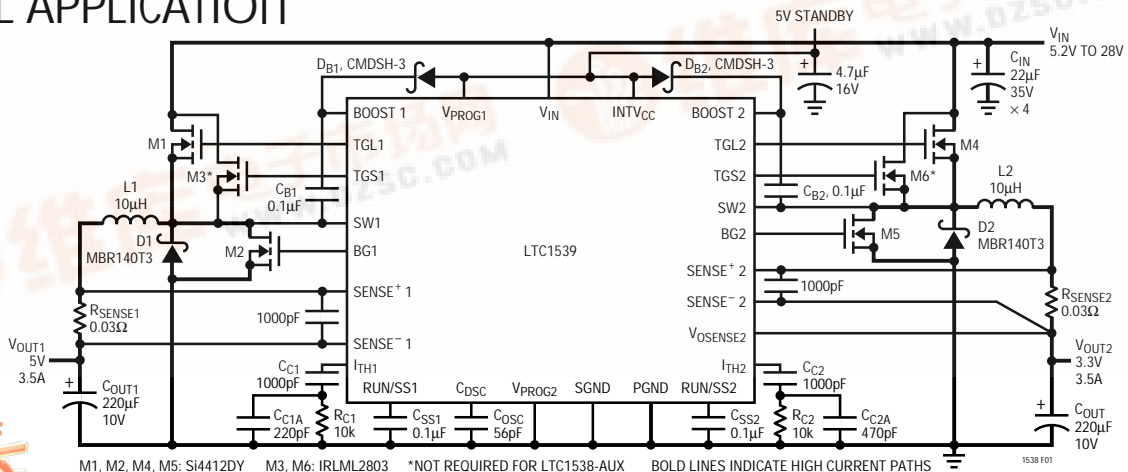 L APPLICATION
5V STANDBY
VIN
5.2V TO 28V
DB1, CMDSH-3
DB2, CMDSH-3
+
4.7µF
16V
+
CIN
22µF
35V
× 4
BOOST 1
VPROG1
VIN
INTVCC
BOOST 2
M1
TGL1
TGL2
M4
M3*
TGS1
TGS2
M6*
L1
10µH
CB1
0.1µF
CB2, 0.1µF
L2
10µH
SW1
SW2
D1
MBR140T3
M2
BG1
LTC1539
BG2
M5
D2
MBR140T3
SENSE+ 1
SENSE+ 2
1000pF
1000pF
SENSE− 2
RSENSE1
0.03Ω
RSENSE2
0.03Ω
SENSE− 1
VOSENSE2
VOUT1
5V
3.5A
VOUT2
3.3V
3.5A
CC1
1000pF
ITH1
ITH2
CC2
1000pF
RUN/SS1
CDSC
VPROG2
SGND
PGND
RUN/SS2
+
COUT1
220µF
10V
CC1A
220pF
RC1
10k
CSS1
0.1µF
COSC
56pF
CSS2
0.1µF
RC2
10k
CC2A
470pF
+
COUT
220µF
10V
M1, M2, M4, M5: Si4412DY M3, M6: IRLML2803 *NOT REQUIRED FOR LTC1538-AUX BOLD LINES INDICATE HIGH CURRENT PATHS
1538 F01
WWW.DZSC.COM